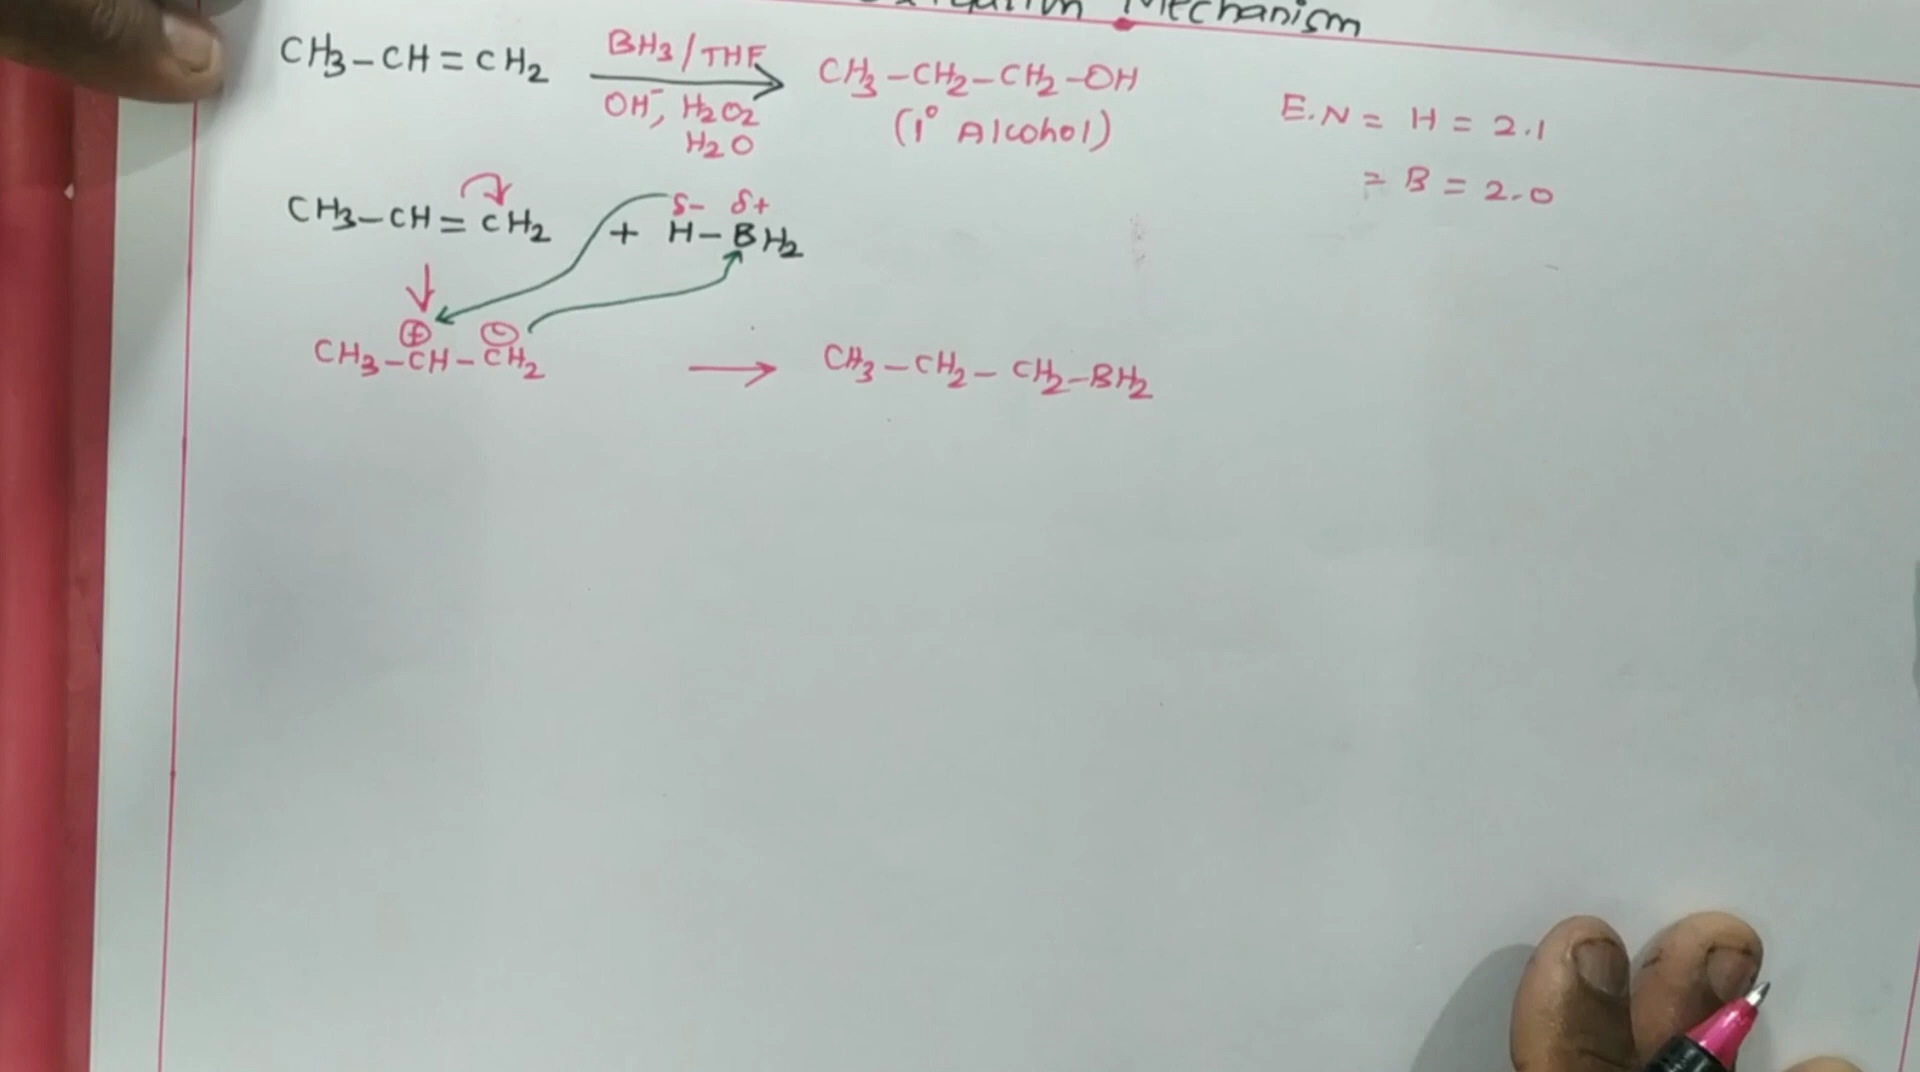 Mechanism
CH3-CH=CH2 BH3/THF CH3-CH2-CH2-OH
OH⁻, H2O2 (1° Alcohol)
H2O
E.N = H = 2.1
= B = 2.0
CH3-CH=CH2 + H-BH2
δ- δ+
⊕ ⊖
CH3-CH-CH2 → CH3-CH2-CH2-BH2